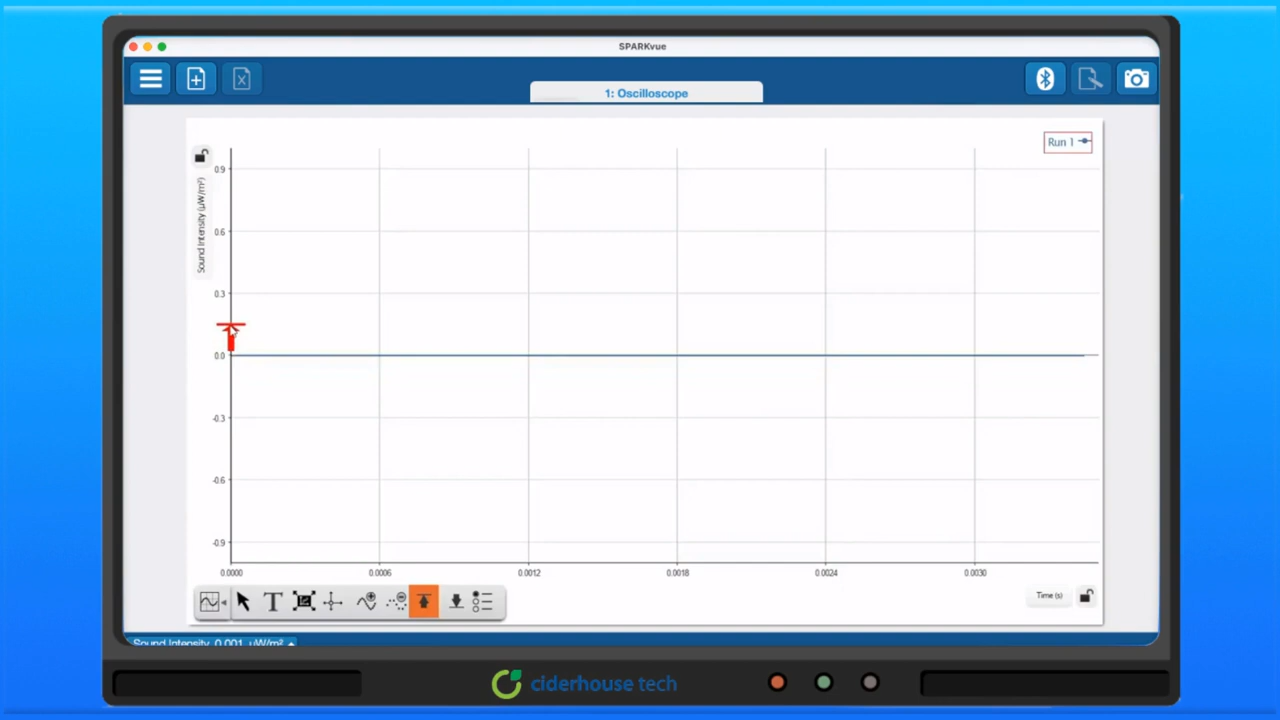 SPARKvue
1: Oscilloscope
Run 1
Sound Intensity (µW/m²)
0.9
0.6
0.3
0.0
-0.3
-0.6
-0.9
0.0000
0.0006
0.0012
0.0018
0.0024
0.0030
Time (s)
T
Sound Intensity 0.001 µW/m²
ciderhouse tech